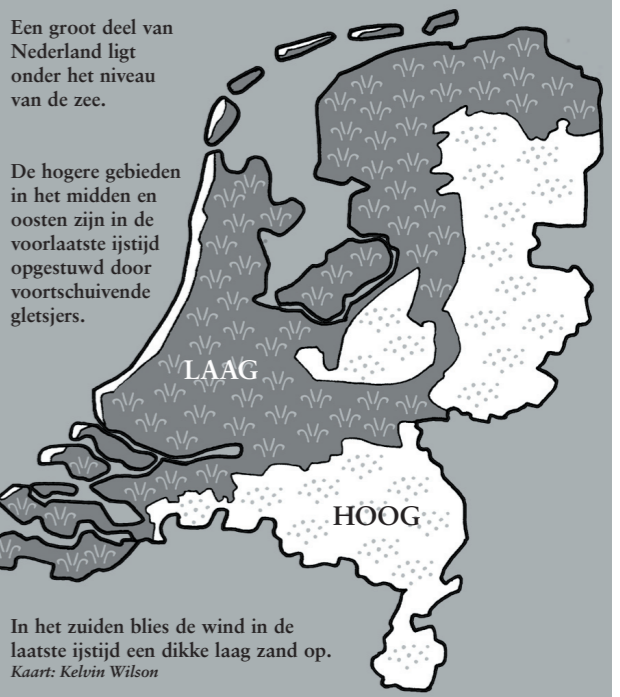 Een groot deel van
Nederland ligt
onder het niveau
van de zee.
De hogere gebieden
in het midden en
oosten zijn in de
voorlaatste ijstijd
opgestuwd door
voortschuivende
gletsjers.
LAAG
HOOG
In het zuiden blies de wind in de
laatste ijstijd een dikke laag zand op.
Kaart: Kelvin Wilson